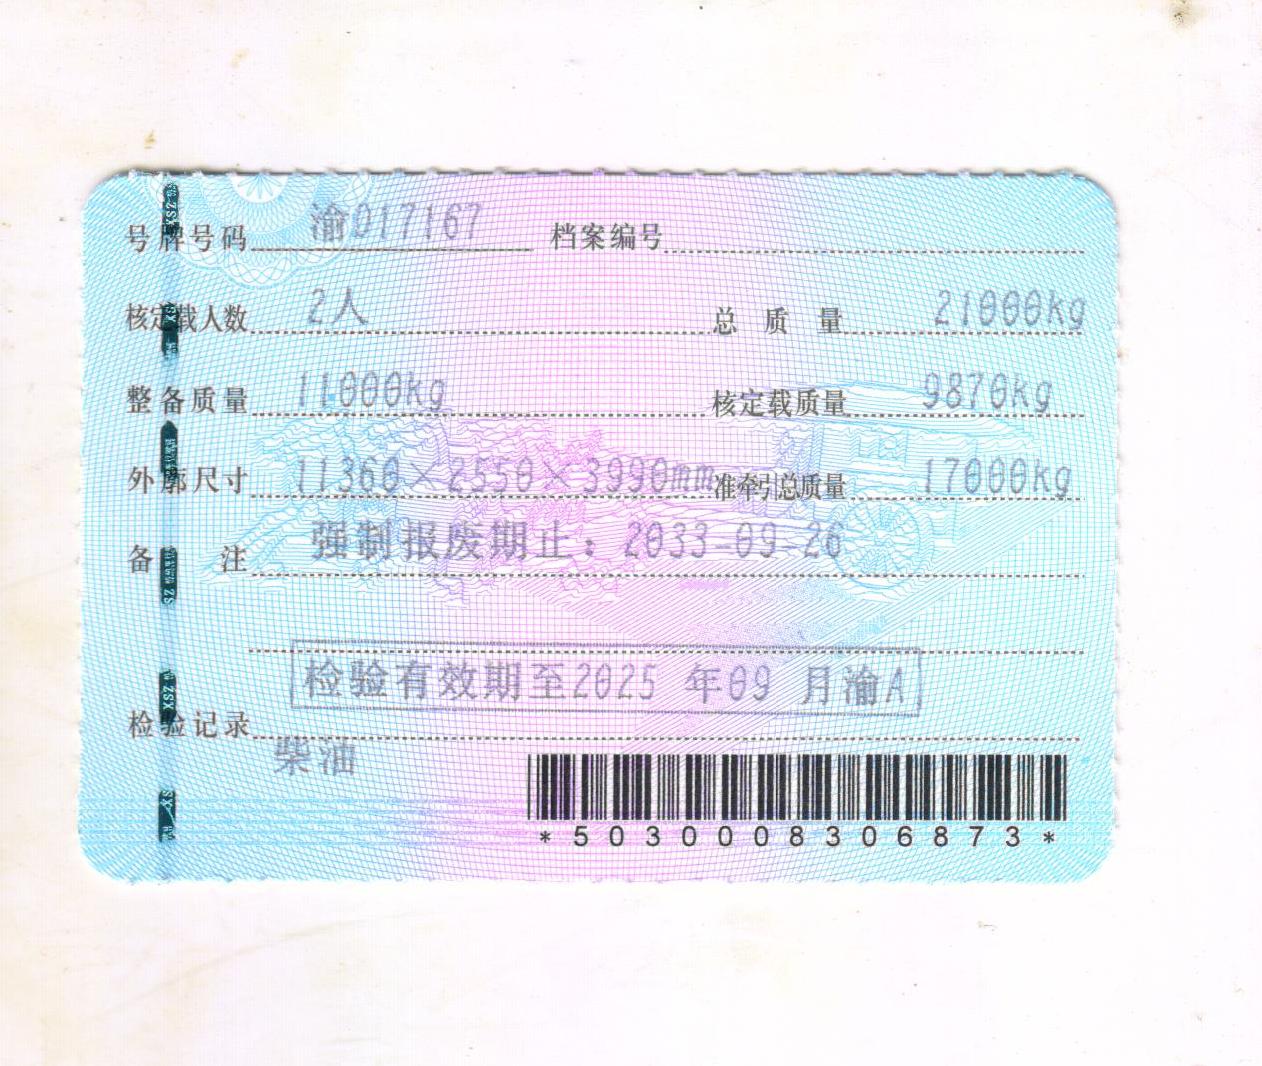 号牌号码 渝D17167 档案编号
核定载人数 2人 总质量 21000kg
整备质量 11000kg 核定载质量 9870kg
外廓尺寸 11360×2550×3990mm 准牵引总质量 17000kg
备注 强制报废期止：2033-09-26
检验有效期至2025 年09 月渝A
检验记录
柴油
*5030008306873*